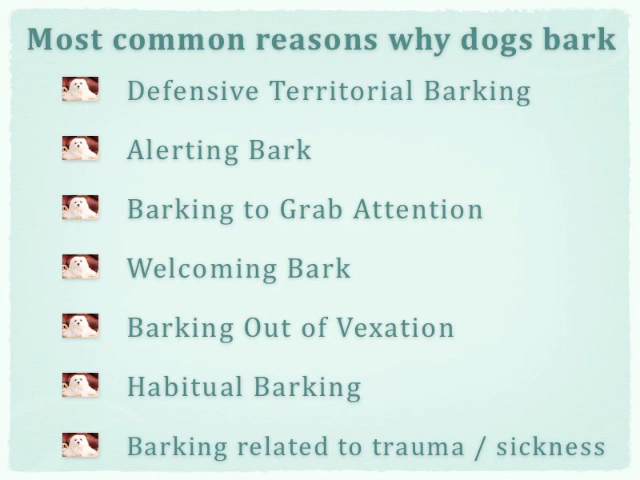 Most common reasons why dogs bark
Defensive Territorial Barking
Alerting Bark
Barking to Grab Attention
Welcoming Bark
Barking Out of Vexation
Habitual Barking
Barking related to trauma / sickness